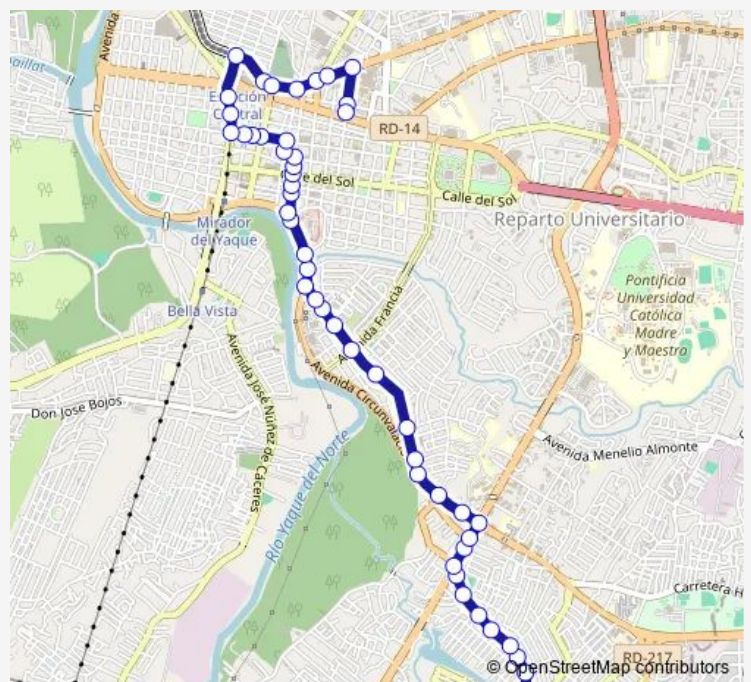 Avenida
RD-14
Estación
Central
Calle del Sol
Calle del Sol
Reparto Universitario
Mirador
del Yaque
Pontificia
Universidad
Católica
Madre
y Maestra
Bella Vista
Avenida Francia
Avenida José Núñez de Cáceres
Avenida Circunvalación
Don Jose Bojos
Río Yaque del Norte
Avenida Menelio Almonte
Carretera H
RD-217
© OpenStreetMap contributors